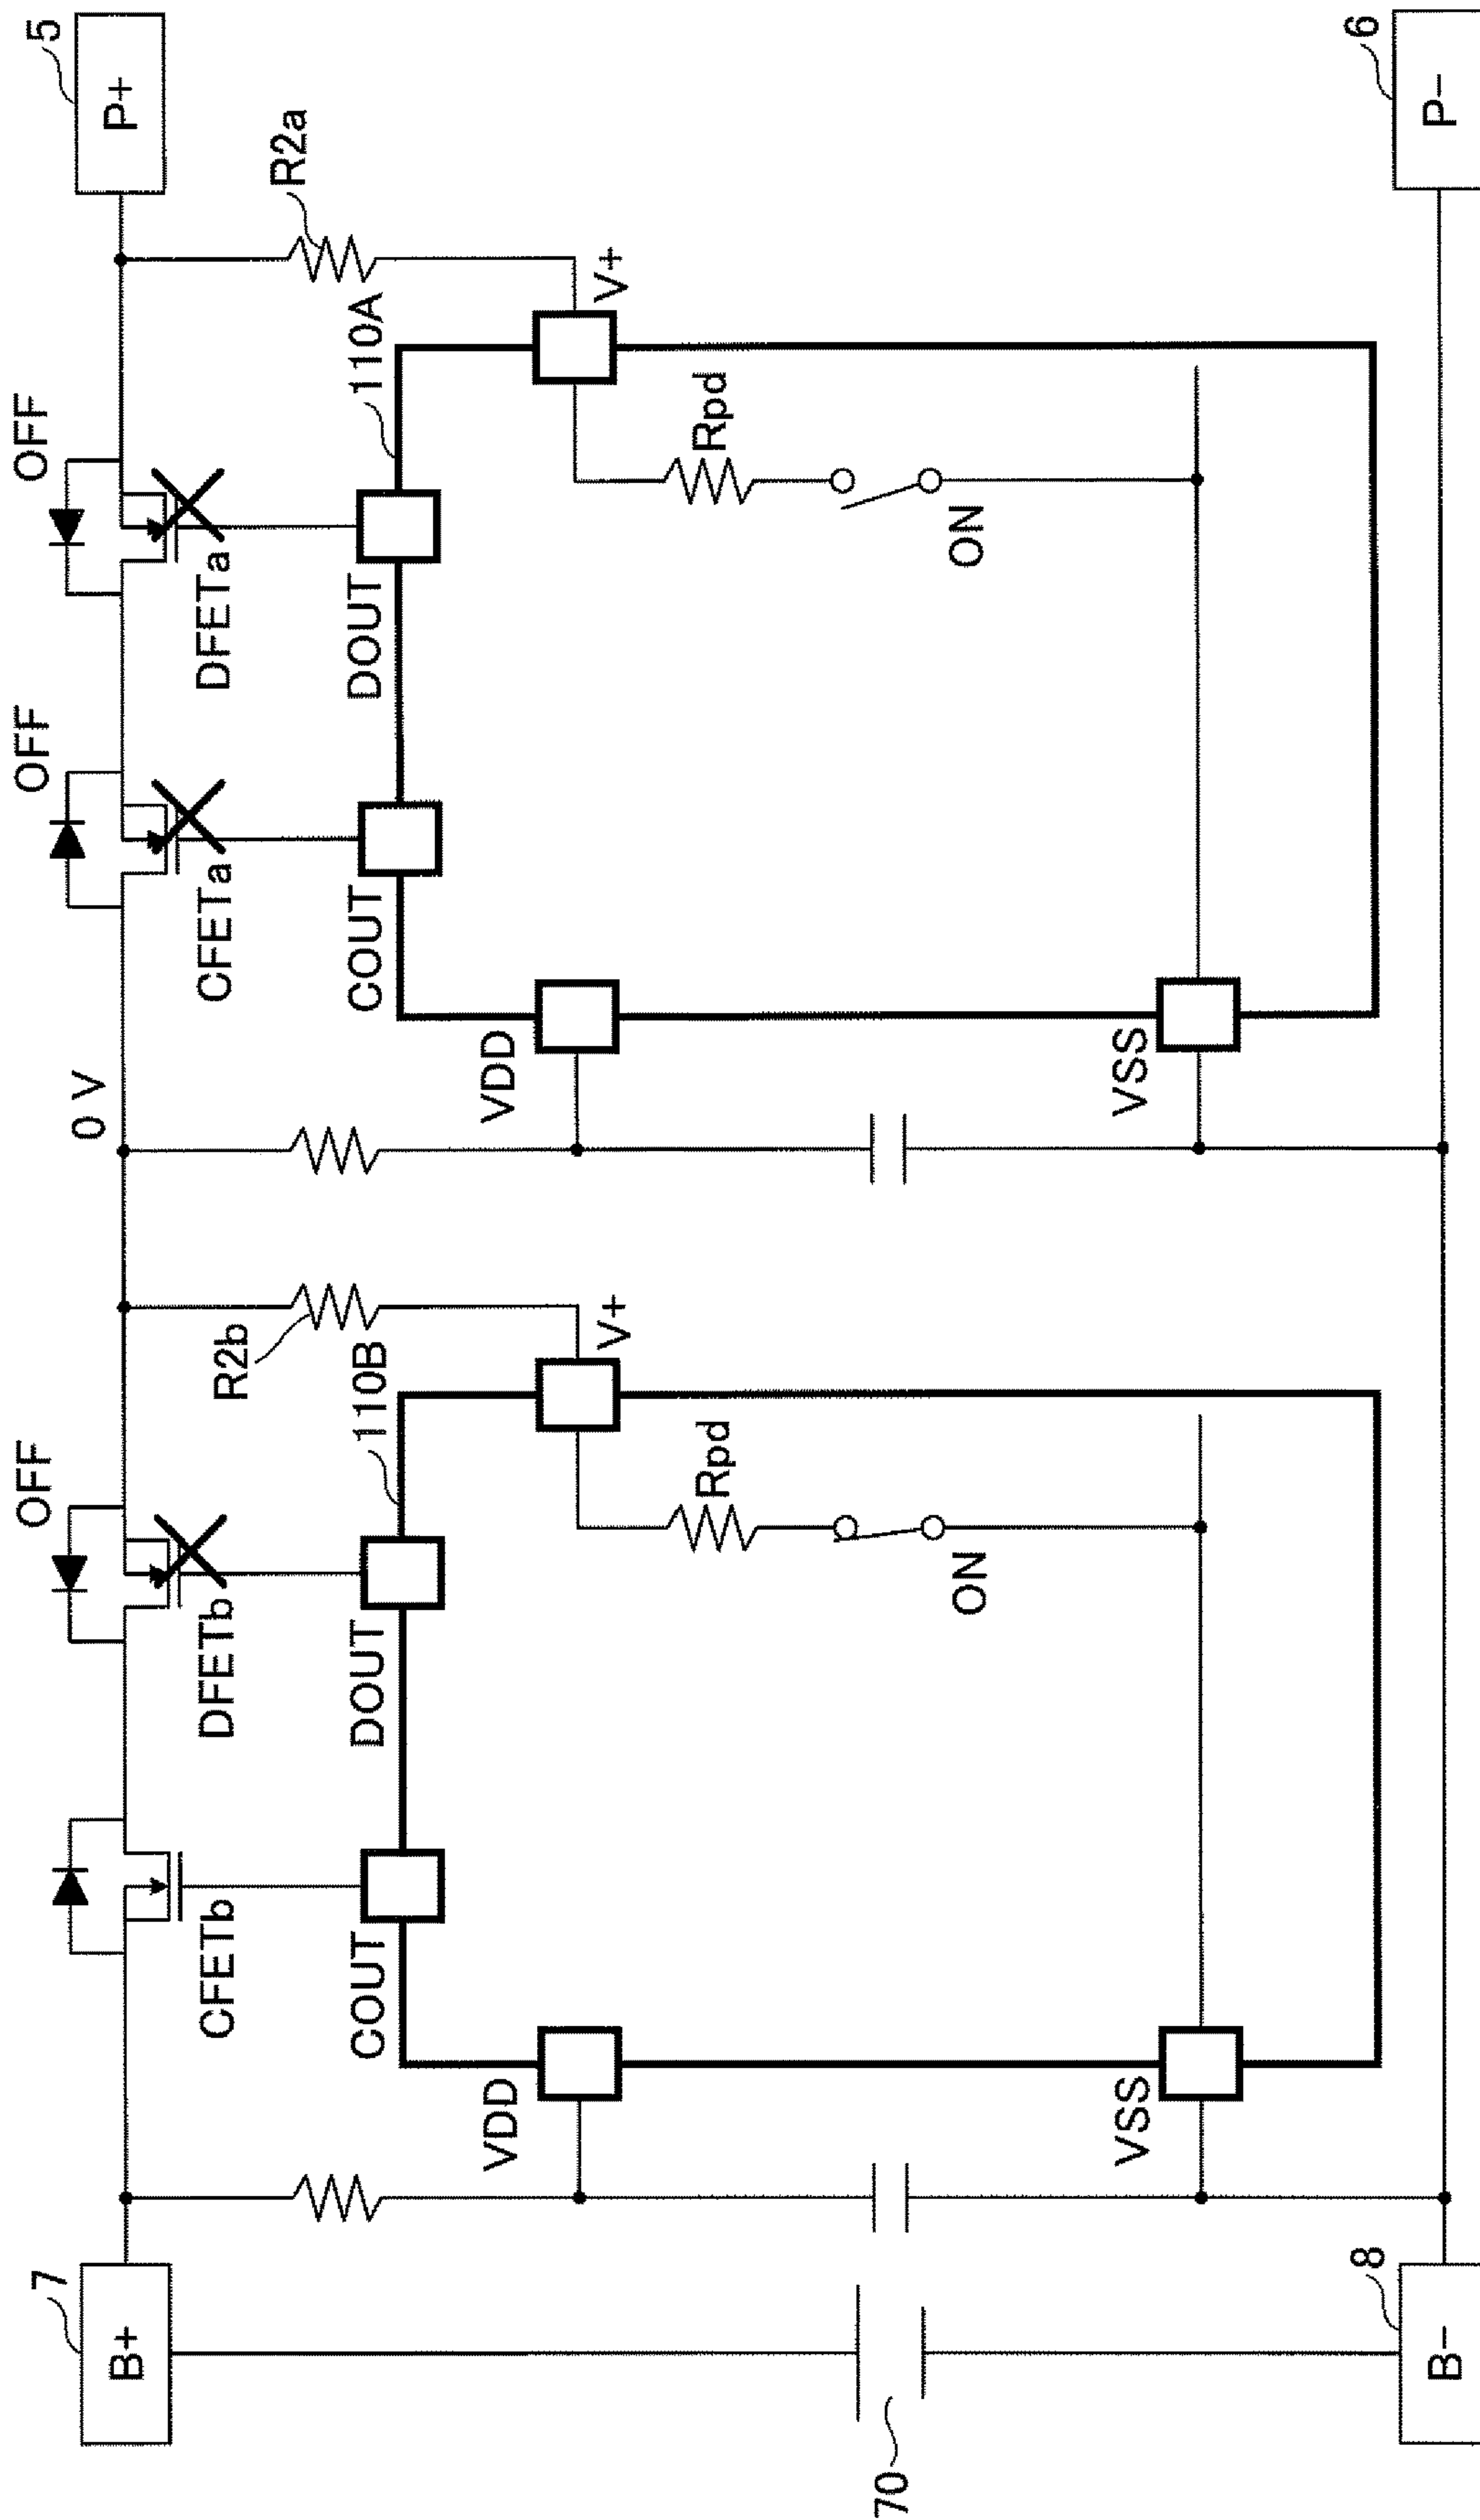 7
B+
70
8
B-
CFETb
OFF
DFETb
R2b
COUT
DOUT
110B
VDD
V+
Rpd
ON
VSS
0 V
OFF
CFETa
OFF
DFETa
R2a
COUT
DOUT
110A
VDD
V+
Rpd
ON
VSS
5
P+
6
P-